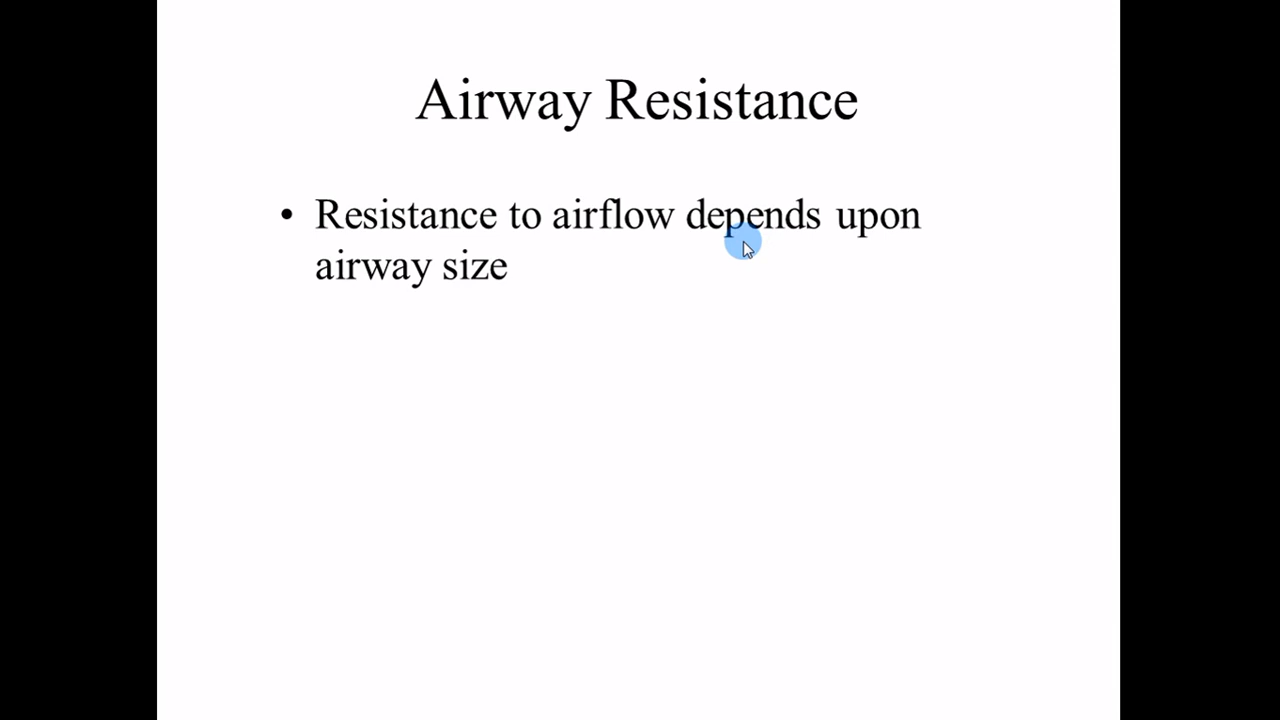 Airway Resistance
• Resistance to airflow depends upon
airway size